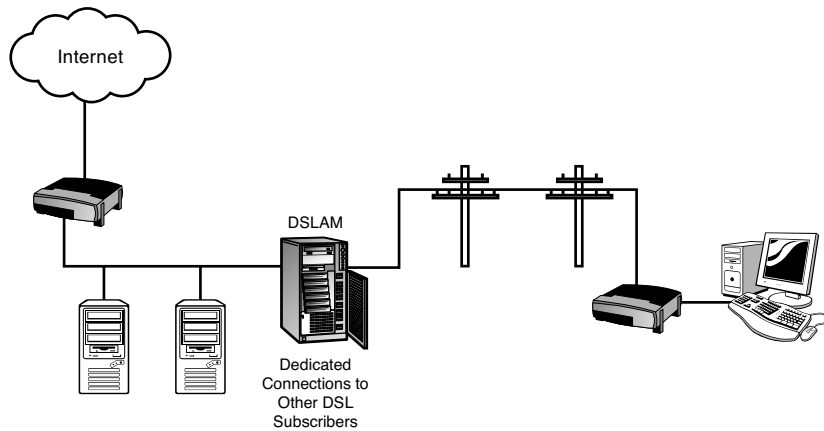 Internet
DSLAM
Dedicated
Connections to
Other DSL
Subscribers